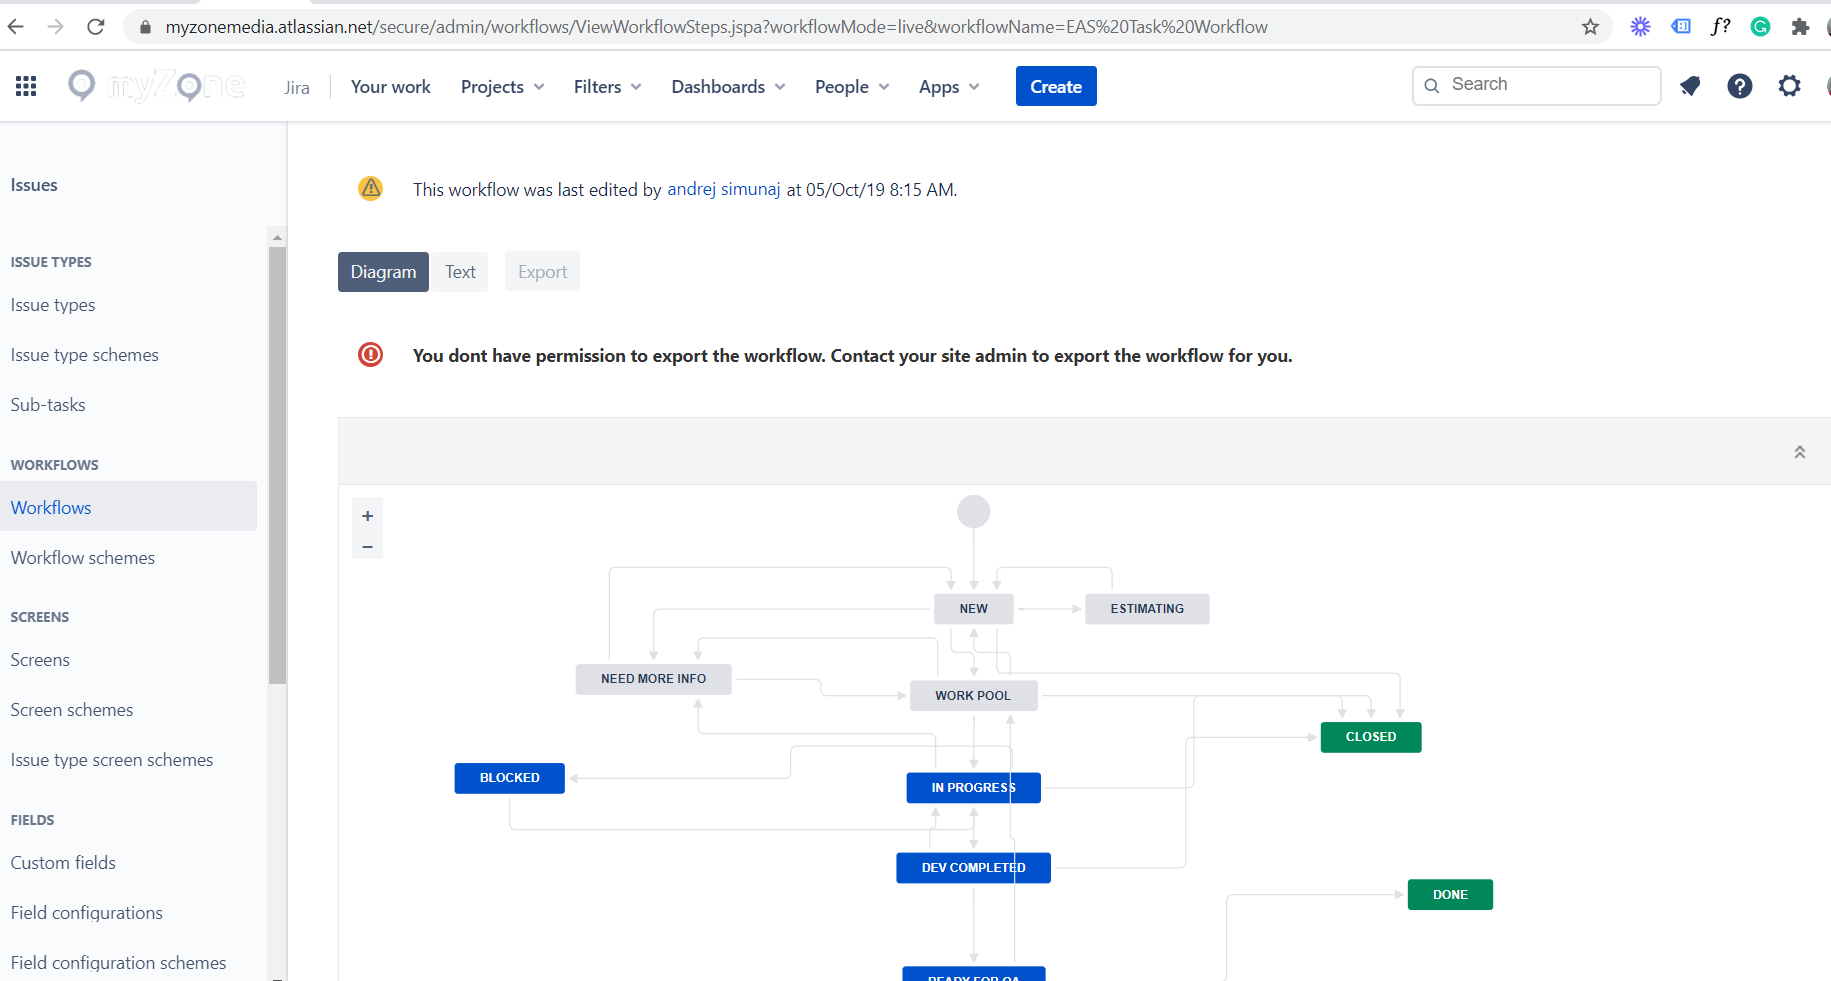 myzonemedia.atlassian.net/secure/admin/workflows/ViewWorkflowSteps.jspa?workflowMode=live&workflowName=EAS%20Task%20Workflow
f?
myZone
Jira
Your work
Projects
Filters
Dashboards
People
Apps
Create
Search
Issues
ISSUE TYPES
Issue types
Issue type schemes
Sub-tasks
WORKFLOWS
Workflows
Workflow schemes
SCREENS
Screens
Screen schemes
Issue type screen schemes
FIELDS
Custom fields
Field configurations
Field configuration schemes
This workflow was last edited by andrej simunaj at 05/Oct/19 8:15 AM.
Diagram
Text
Export
You dont have permission to export the workflow. Contact your site admin to export the workflow for you.
+
−
NEW
ESTIMATING
NEED MORE INFO
WORK POOL
CLOSED
BLOCKED
IN PROGRESS
DEV COMPLETED
DONE
READY FOR QA